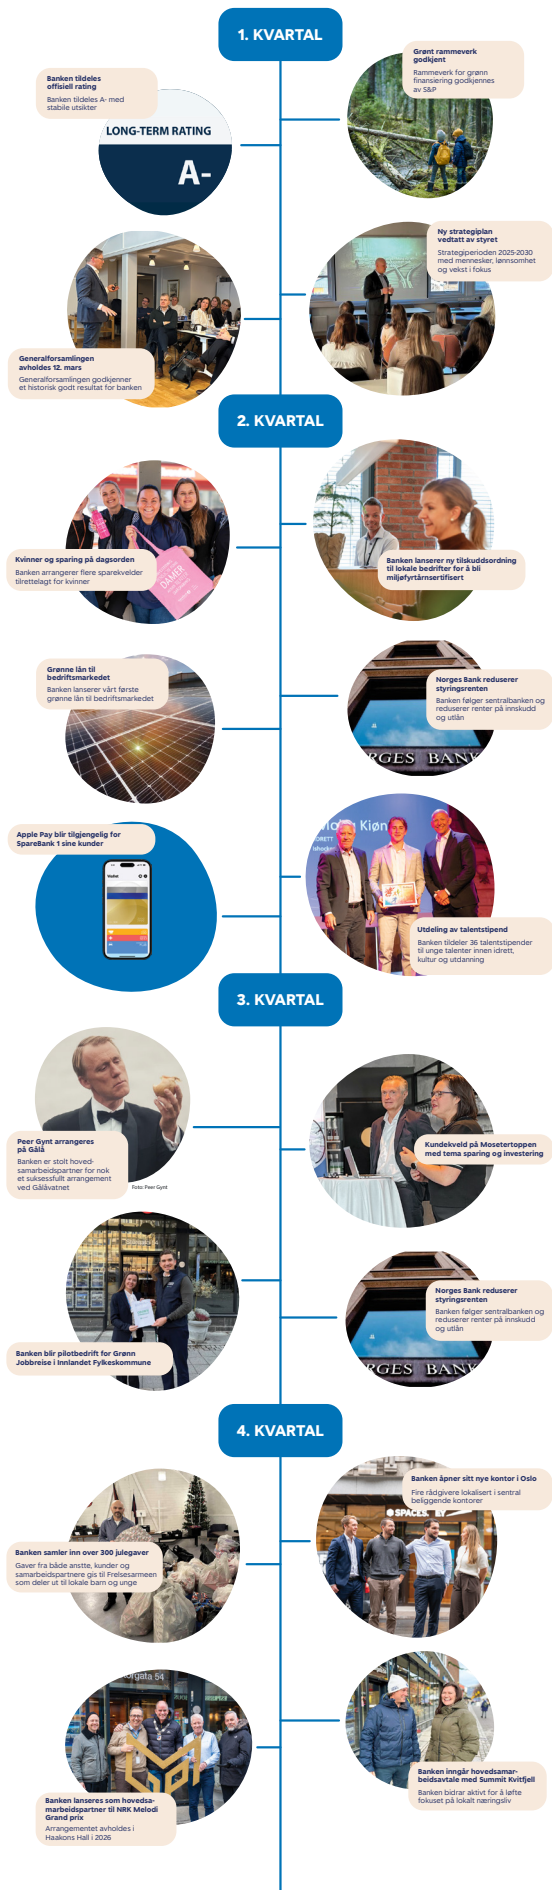 1. KVARTAL
Grønt rammeverk
godkjent
Rammeverk for grønn
finansiering godkjennes
av S&P
Banken tildeles
offisiell rating
Banken tildeles A- med
stabile utsikter
LONG-TERM RATING
A-
Ny strategiplan
vedtatt av styret
Strategiperioden 2025-2030
med mennesker, lønnsomhet
og vekst i fokus
Generalforsamlingen
avholdes 12. mars
Generalforsamlingen godkjenner
et historisk godt resultat for banken
2. KVARTAL
Kvinner og sparing på dagsorden
Banken arrangerer flere sparekvelder
tilrettelagt for kvinner
DAMER
Banken lanserer ny tilskuddsordning
til lokale bedrifter for å bli
miljøfyrtårnsertifisert
Grønne lån til
bedriftsmarkedet
Banken lanserer vårt første
grønne lån til bedriftsmarkedet
Norges Bank reduserer
styringsrenten
Banken følger sentralbanken og
reduserer renter på innskudd
og utlån
RGES BANK
Apple Pay blir tilgjengelig for
SpareBank 1 sine kunder
Wallet
Kiøn
Utdeling av talentstipend
Banken tildeler 36 talentstipender
til unge talenter innen idrett,
kultur og utdanning
3. KVARTAL
Peer Gynt arrangeres
på Gålå
Banken er stolt hoved-
samarbeidspartner for nok
et suksessfullt arrangement
ved Gålåvatnet
Foto: Peer Gynt
Kundekveld på Mosetertoppen
med tema sparing og investering
Banken blir pilotbedrift for Grønn
Jobbreise i Innlandet Fylkeskommune
Norges Bank reduserer
styringsrenten
Banken følger sentralbanken og
reduserer renter på innskudd
og utlån
RGES BANK
4. KVARTAL
Banken åpner sitt nye kontor i Oslo
Fire rådgivere lokalisert i sentral
beliggende kontorer
SPACES
Banken samler inn over 300 julegaver
Gaver fra både anstte, kunder og
samarbeidspartnere gis til Frelsesarmeen
som deler ut til lokale barn og unge
orgata 54
Banken lanseres som hovedsa-
marbeidspartner til NRK Melodi
Grand prix
Arrangementet avholdes i
Haakons Hall i 2026
Banken inngår hovedsamar-
beidsavtale med Summit Kvitfjell
Banken bidrar aktivt for å løfte
fokuset på lokalt næringsliv